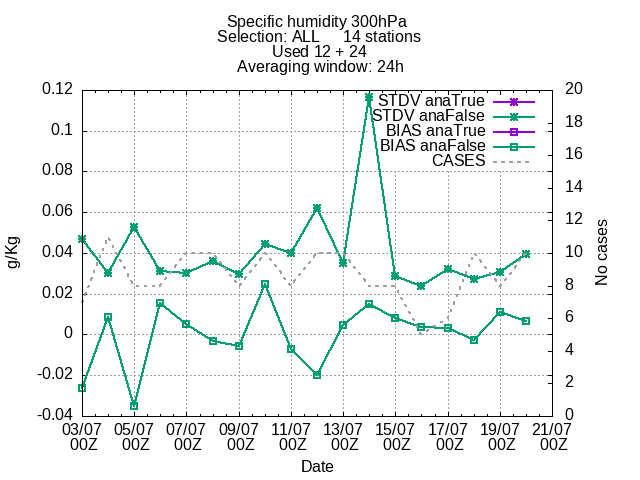 Specific humidity 300hPa
Selection: ALL 14 stations
Used 12 + 24
Averaging window: 24h
STDV anaTrue
STDV anaFalse
BIAS anaTrue
BIAS anaFalse
CASES
0.12
0.1
0.08
0.06
0.04
0.02
0
-0.02
-0.04
g/Kg
20
18
16
14
12
10
8
6
4
2
0
No cases
03/07 05/07 07/07 09/07 11/07 13/07 15/07 17/07 19/07 21/07
00Z 00Z 00Z 00Z 00Z 00Z 00Z 00Z 00Z 00Z
Date